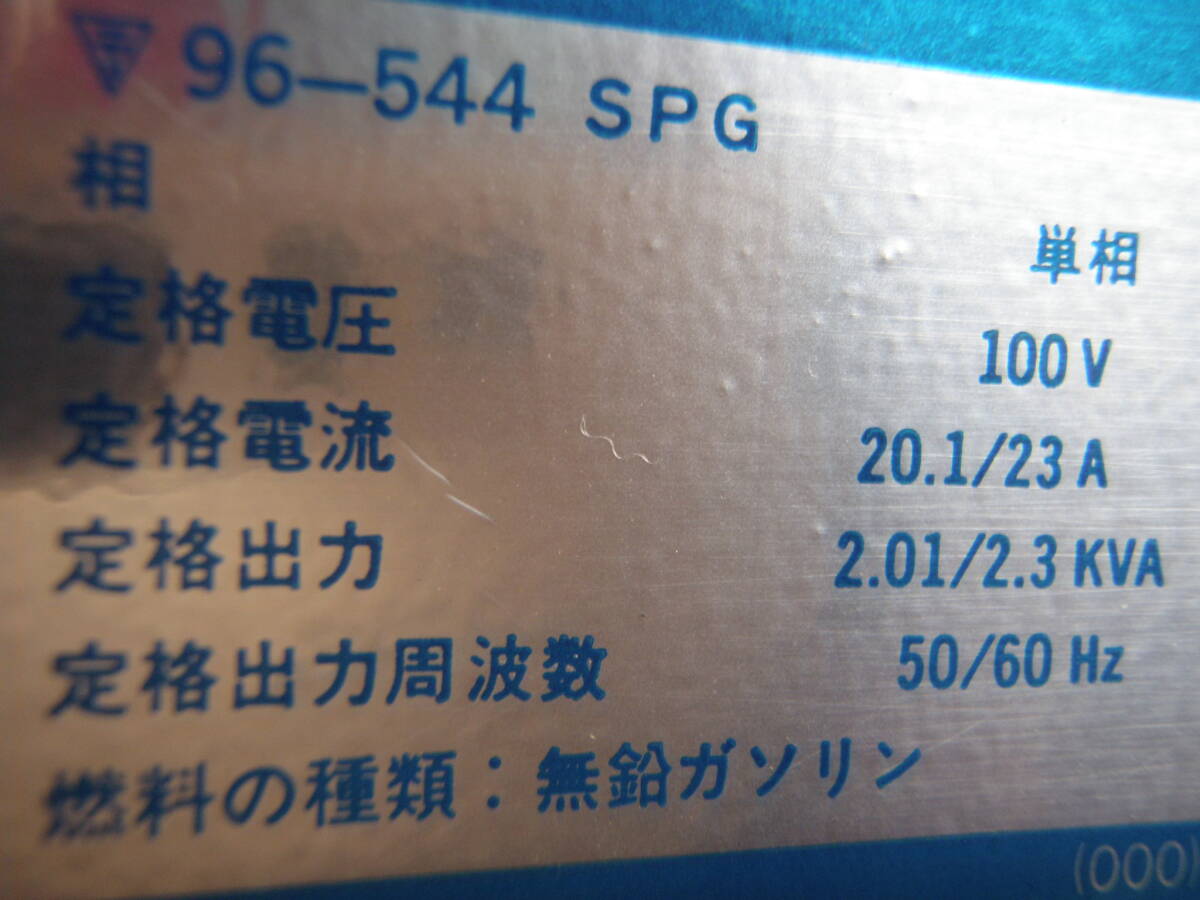 96-544 SPG
相 単相
定格電圧 100 V
定格電流 20.1/23 A
定格出力 2.01/2.3 KVA
定格出力周波数 50/60 Hz
燃料の種類：無鉛ガソリン
(000)